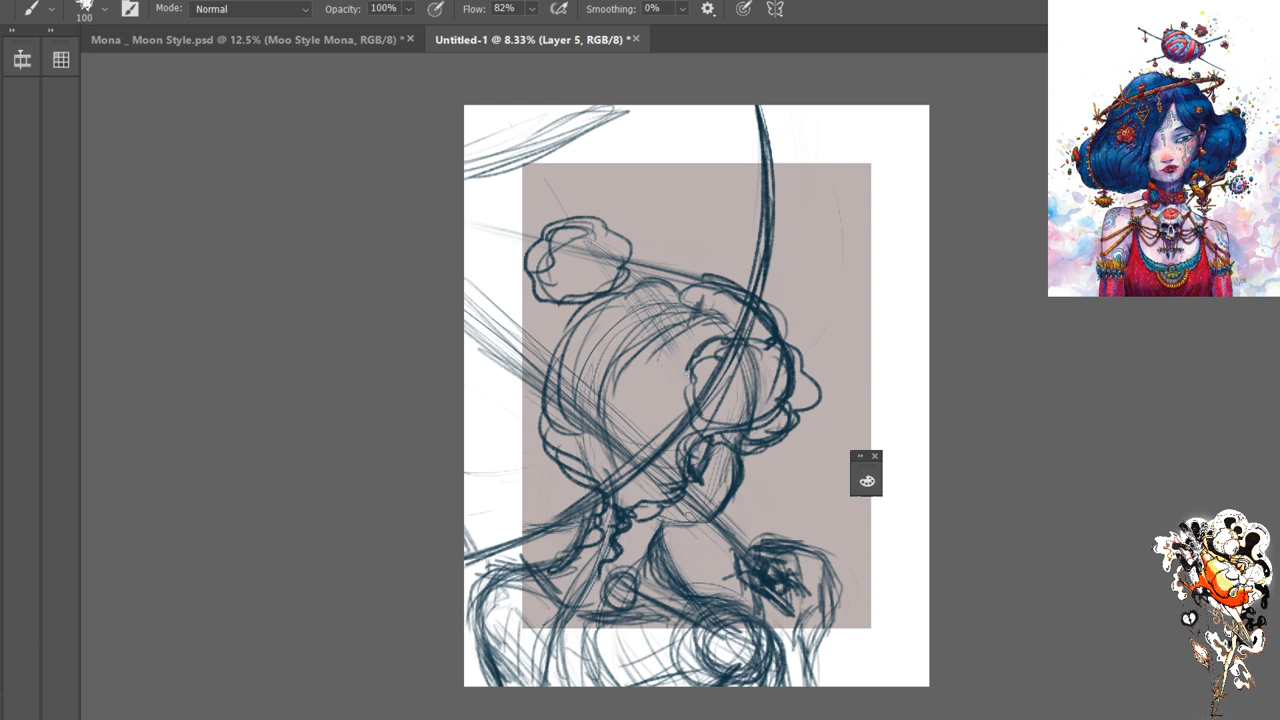 Mode: Normal Opacity: 100% Flow: 82% Smoothing: 0%
100
Mona _ Moon Style.psd @ 12.5% (Moo Style Mona, RGB/8) * Untitled-1 @ 8.33% (Layer 5, RGB/8) *